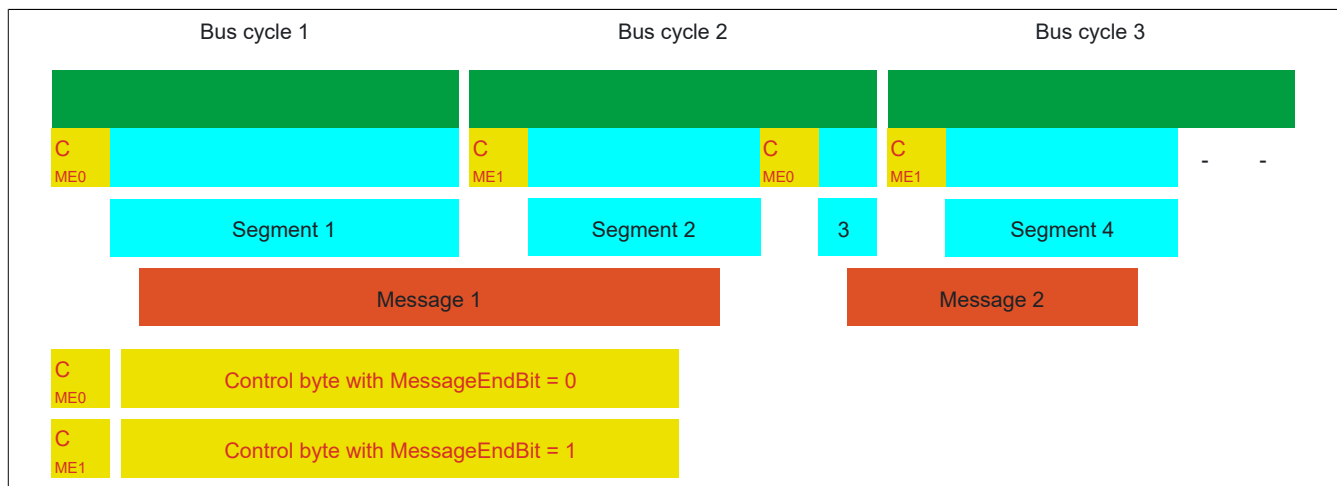 Bus cycle 1 Bus cycle 2 Bus cycle 3
C C C C
ME0 ME1 ME0 ME1 - -
Segment 1 Segment 2 3 Segment 4
Message 1 Message 2
C
ME0 Control byte with MessageEndBit = 0
C
ME1 Control byte with MessageEndBit = 1